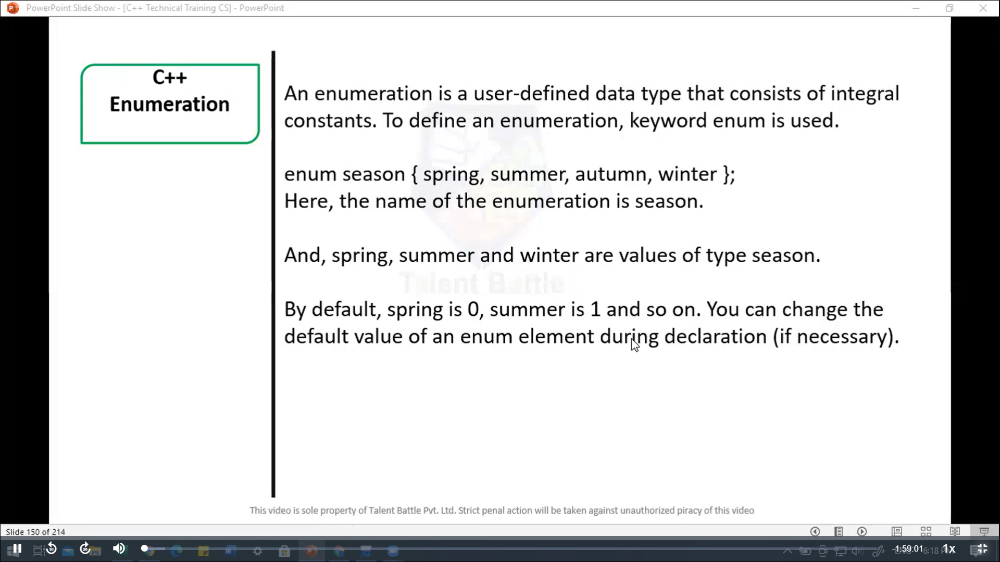 PowerPoint Slide Show - [C++ Technical Training CS] - PowerPoint
C++
Enumeration
An enumeration is a user-defined data type that consists of integral
constants. To define an enumeration, keyword enum is used.
enum season { spring, summer, autumn, winter };
Here, the name of the enumeration is season.
And, spring, summer and winter are values of type season.
Talent Battle
By default, spring is 0, summer is 1 and so on. You can change the
default value of an enum element during declaration (if necessary).
This video is sole property of Talent Battle Pvt. Ltd. Strict penal action will be taken against unauthorized piracy of this video
Slide 150 of 214
10
30
-1:59:01
6:18 PM
1x